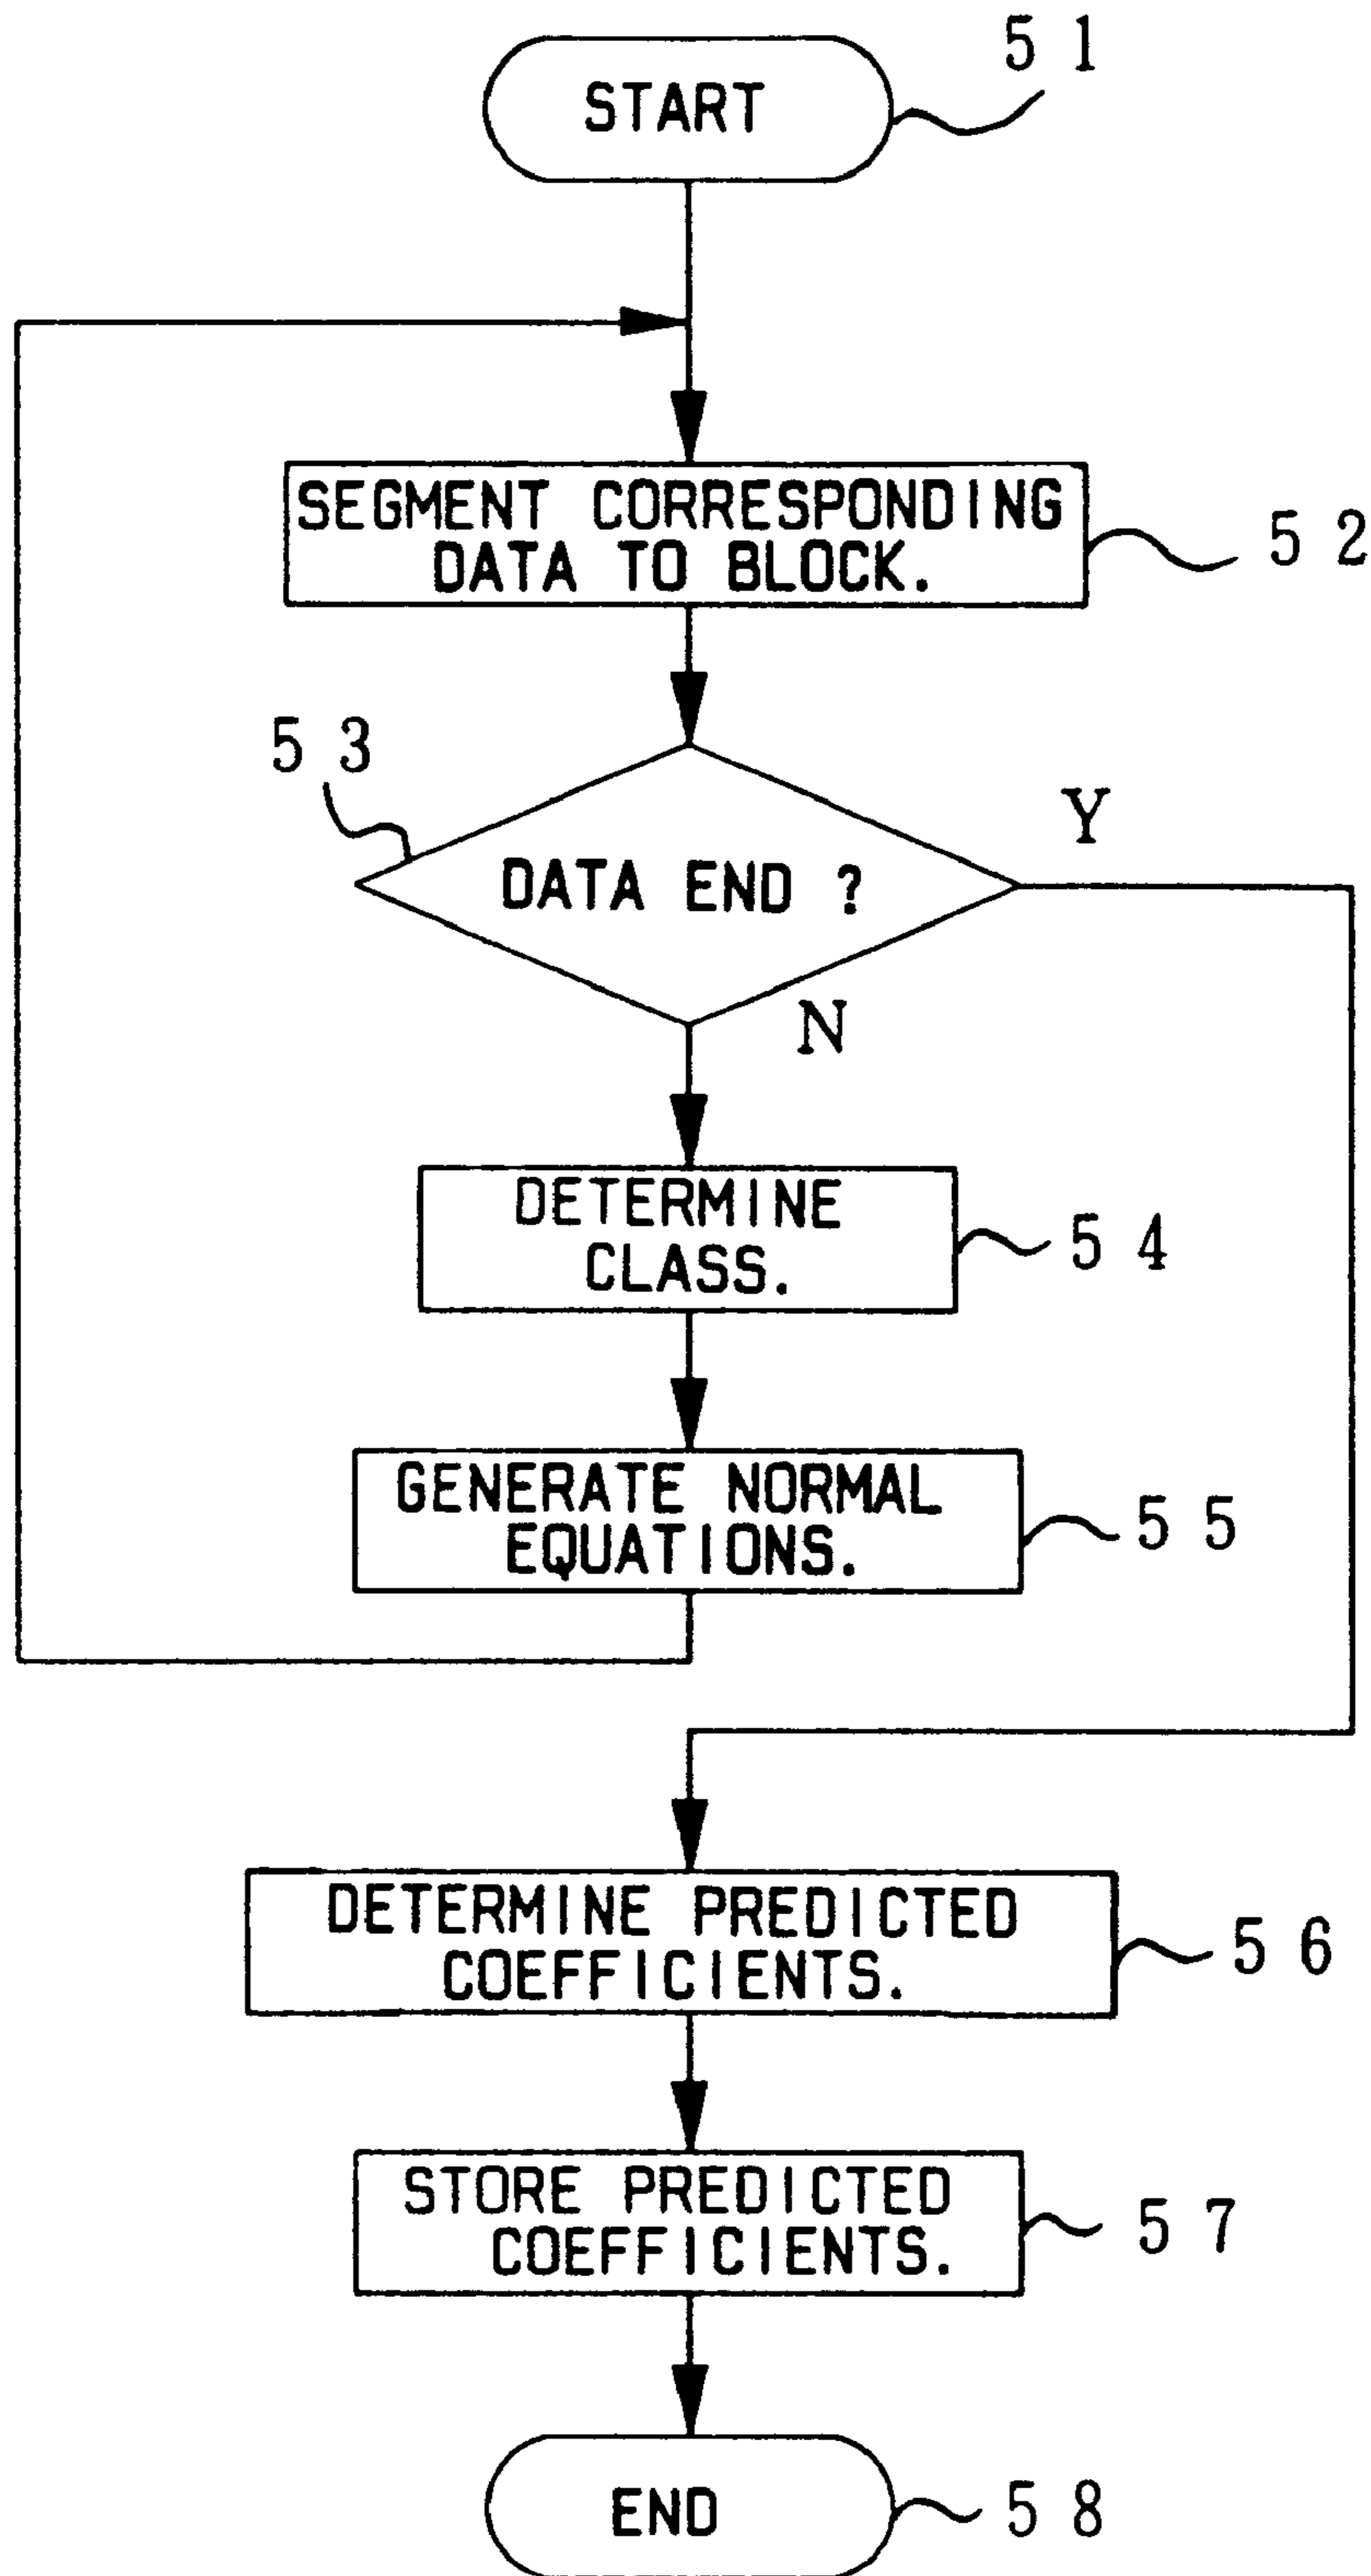 START
5 1
SEGMENT CORRESPONDING
DATA TO BLOCK.
5 2
5 3
DATA END ?
Y
N
DETERMINE
CLASS.
5 4
GENERATE NORMAL
EQUATIONS.
5 5
DETERMINE PREDICTED
COEFFICIENTS.
5 6
STORE PREDICTED
COEFFICIENTS.
5 7
END
5 8